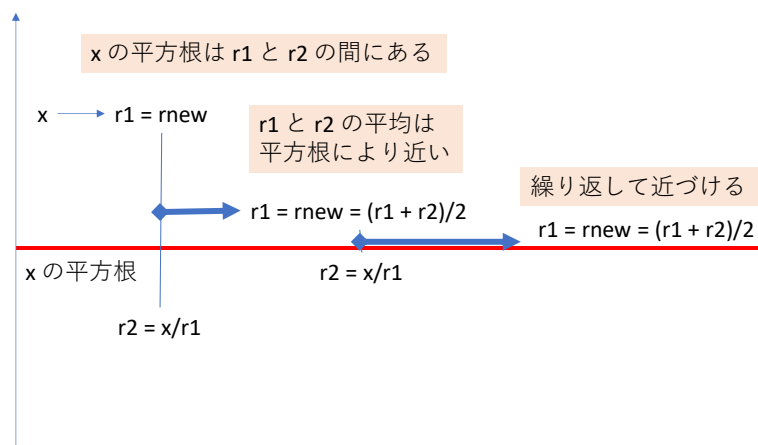 x の平方根は r1 と r2 の間にある
x
r1 = rnew
r1 と r2 の平均は
平方根により近い
繰り返して近づける
r1 = rnew = (r1 + r2)/2
r1 = rnew = (r1 + r2)/2
x の平方根
r2 = x/r1
r2 = x/r1